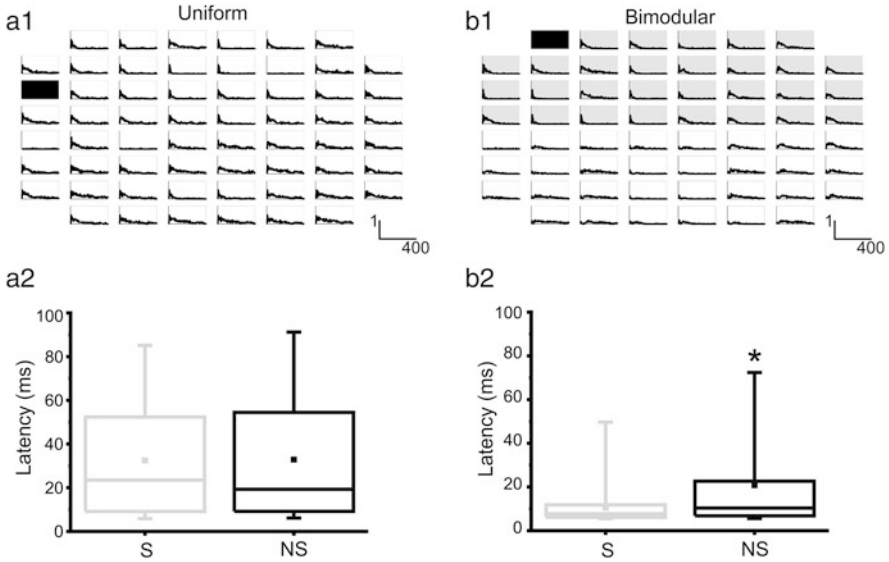 a1
Uniform
1
400
b1
Bimodular
1
400
a2
Latency (ms)
100
80
60
40
20
0
S
NS
b2
Latency (ms)
100
80
60
40
20
0
*
S
NS